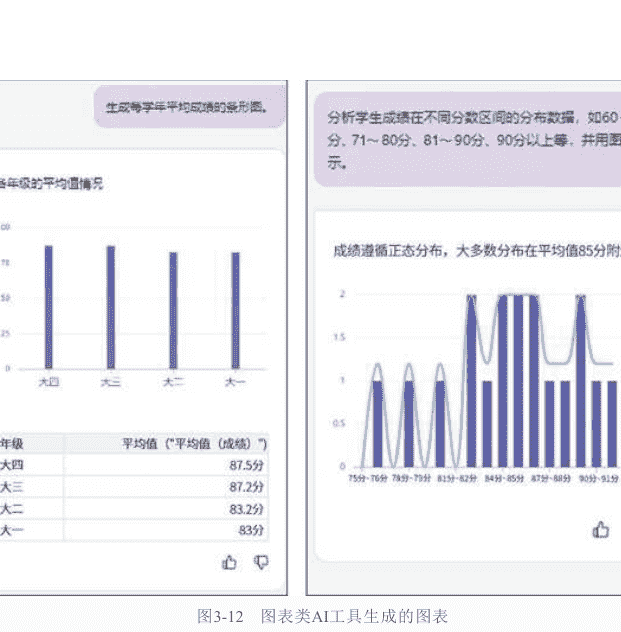 生成每学年平均成绩的条形图。
各年级的平均值情况
00
75
50
25
0
大四 大三 大二 大一
年级 平均值（"平均值（成绩）"）
大四 87.5分
大三 87.2分
大二 83.2分
大一 83分
分析学生成绩在不同分数区间的分布数据，如60
分、71～80分、81～90分、90分以上等，并用图
示。
成绩遵循正态分布，大多数分布在平均值85分附
2
1.5
1
0.5
0
75分~76分 78分~79分 81分~82分 84分~85分 87分~88分 90分~91分
图3-12 图表类AI工具生成的图表